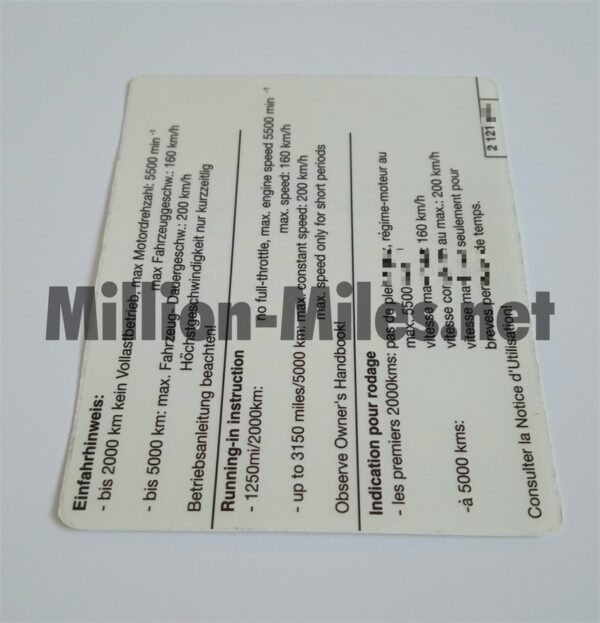 Einfahrhinweis:
- bis 2000 km kein Vollastbetrieb, max Motordrehzahl: 5500 min -1
max Fahrzeuggeschw.: 160 km/h
- bis 5000 km: max. Fahrzeug- Dauergeschw.: 200 km/h
Höchstgeschwindigkeit nur kurzzeitlig
Betriebsanleitung beachten!
Running-in instruction
- 1250mi/2000km: no full-throttle, max. engine speed 5500 min -1
max. speed: 160 km/h
- up to 3150 miles/5000 km: max. constant speed: 200 km/h
max. speed only for short periods
Observe Owner's Handbook!
Indication pour rodage
- les premiers 2000kms: pas de régime-moteur au
max. 5500
vitesse 160 km/h
-à 5000 kms: vitesse au max.: 200 km/h
vitesse seulement pour
breves de temps.
Consulter la Notice d'Utilisation!
2 121
Million-Miles.net